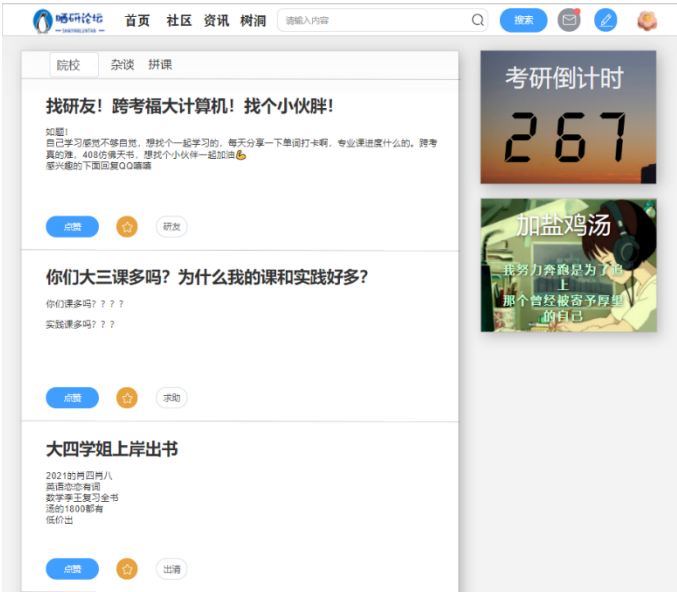 晒研论坛
首页 社区 资讯 树洞 请输入内容 搜索
院校 杂谈 拼课
找研友！跨考福大计算机！找个小伙胖！
如题！
自己学习感觉不够自觉，想找个一起学习的，每天分享一下单词打卡啊，专业课进度什么的。跨考
真的难，408仿佛天书，想找个小伙伴一起加油💪
感兴趣的下面回复QQ嘻嘻
点赞 研友
你们大三课多吗？为什么我的课和实践好多？
你们课多吗？？？？
实践课多吗？？？
点赞 求助
大四学姐上岸出书
2021的肖四肖八
英语恋恋有词
数学李王复习全书
汤的1800都有
低价出
点赞 出清
考研倒计时
267
加盐鸡汤
我努力奔跑是为了追
上
那个曾经被寄予厚望
的自己